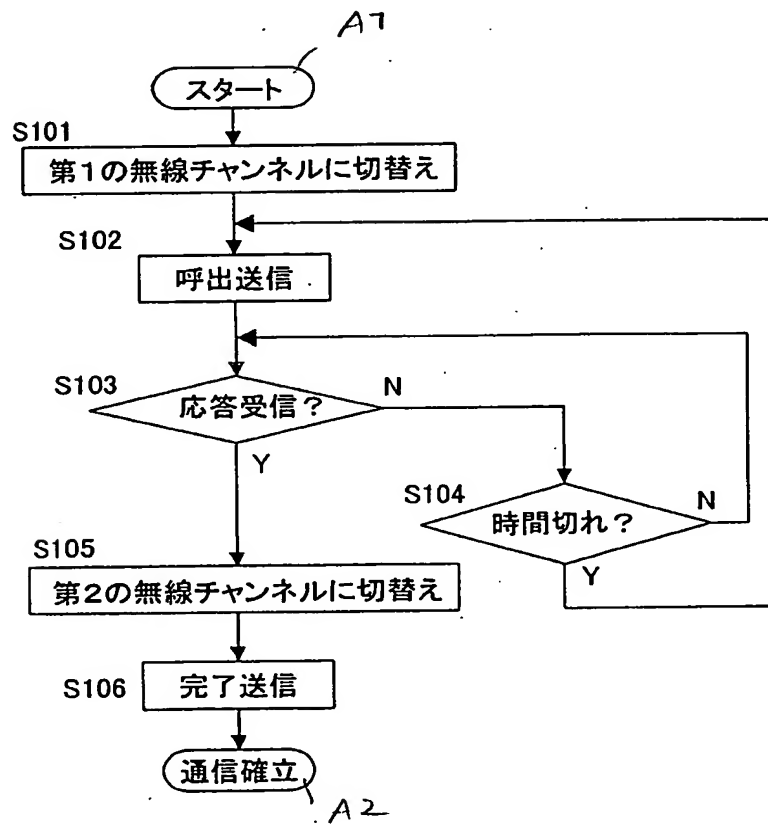 A1
スタート
S101
第1の無線チャンネルに切替え
S102
呼出送信
S103
応答受信?
N
Y
S104
時間切れ?
N
Y
S105
第2の無線チャンネルに切替え
S106
完了送信
通信確立
A2